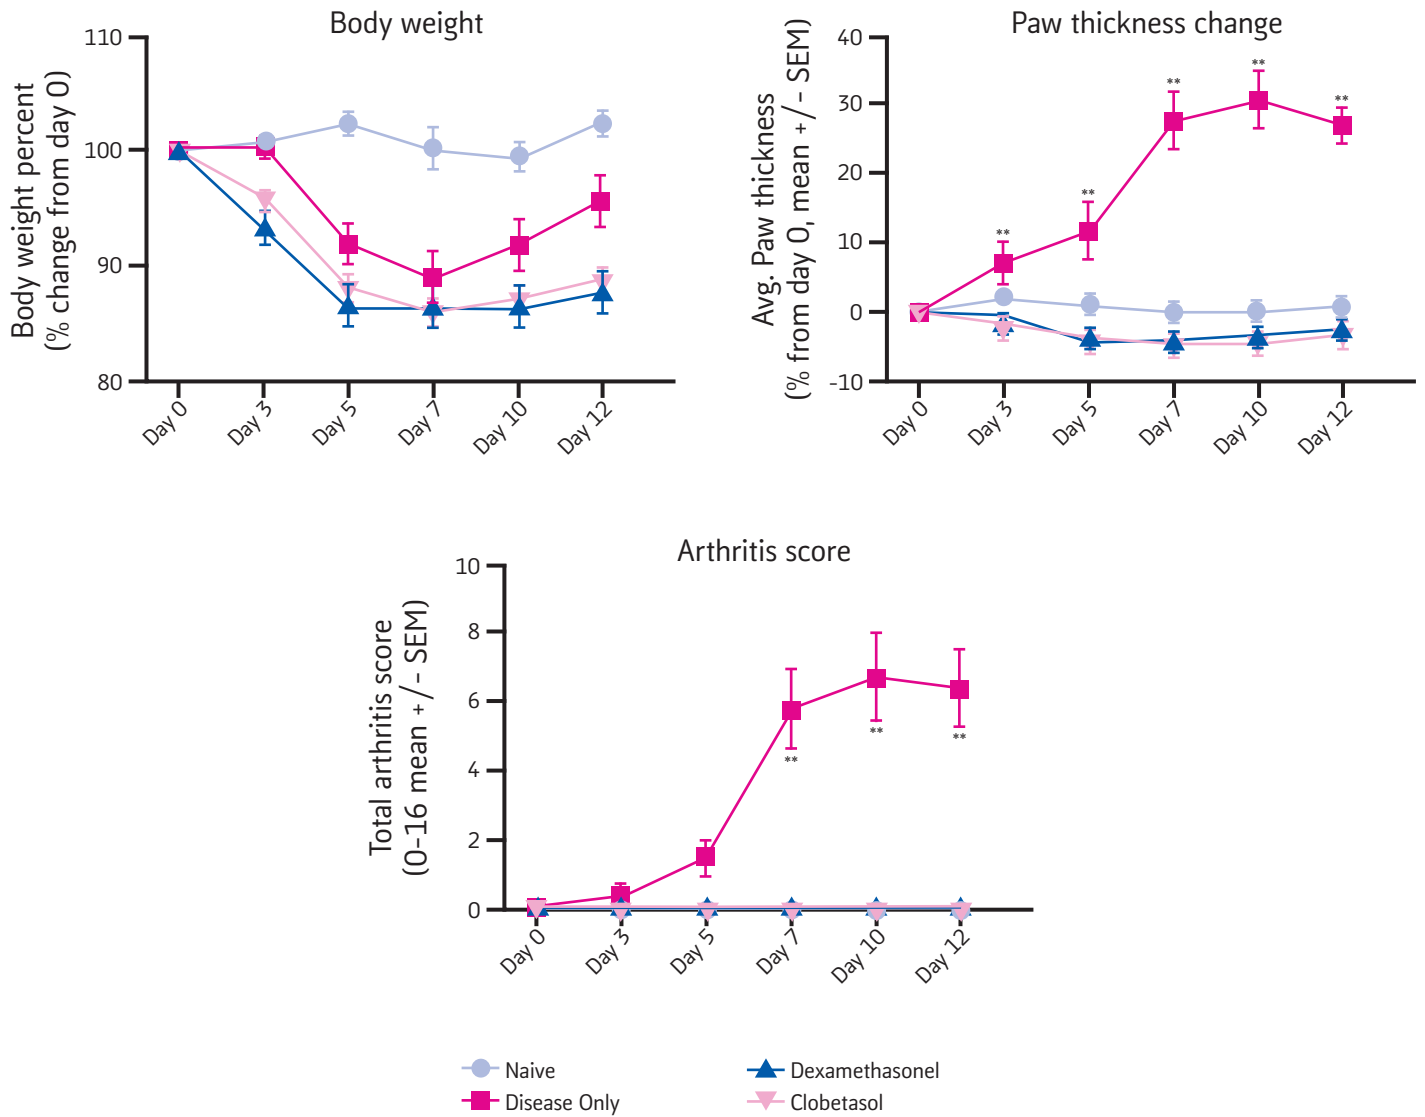 Body weight
Body weight percent
(% change from day 0)
110
100
90
80
Day 0
Day 3
Day 5
Day 7
Day 10
Day 12
Paw thickness change
Avg. Paw thickness
(% from day 0, mean +/- SEM)
40
30
20
10
0
-10
**
**
**
**
**
Day 0
Day 3
Day 5
Day 7
Day 10
Day 12
Arthritis score
Total arthritis score
(0-16 mean +/- SEM)
10
8
6
4
2
0
**
**
**
Day 0
Day 3
Day 5
Day 7
Day 10
Day 12
Naive
Disease Only
Dexamethasonel
Clobetasol